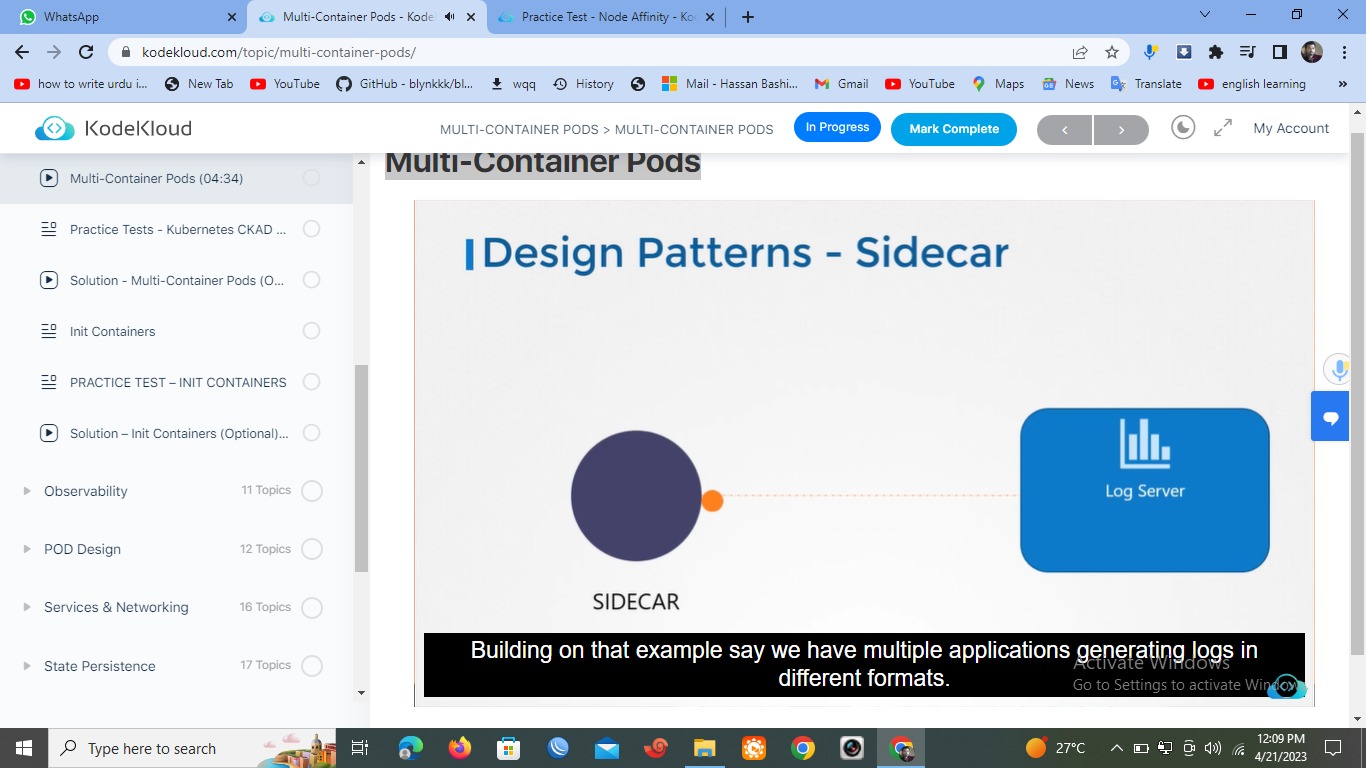 WhatsApp
Multi-Container Pods - Kodek
Practice Test - Node Affinity - Kos
kodekloud.com/topic/multi-container-pods/
how to write urdu i...
New Tab
YouTube
GitHub - blynkkk/bl...
wqq
History
Mail - Hassan Bashi...
Gmail
YouTube
Maps
News
Translate
english learning
»
KodeKloud
MULTI-CONTAINER PODS > MULTI-CONTAINER PODS
In Progress
Mark Complete
<
>
My Account
Multi-Container Pods (04:34)
Practice Tests - Kubernetes CKAD ...
Solution - Multi-Container Pods (O...
Init Containers
PRACTICE TEST – INIT CONTAINERS
Solution – Init Containers (Optional)...
Observability 11 Topics
POD Design 12 Topics
Services & Networking 16 Topics
State Persistence 17 Topics
Multi-Container Pods
Design Patterns - Sidecar
Log Server
SIDECAR
Building on that example say we have multiple applications generating logs in
different formats.
Activate Windows
Go to Settings to activate Windows.
Type here to search
27°C
12:09 PM
4/21/2023